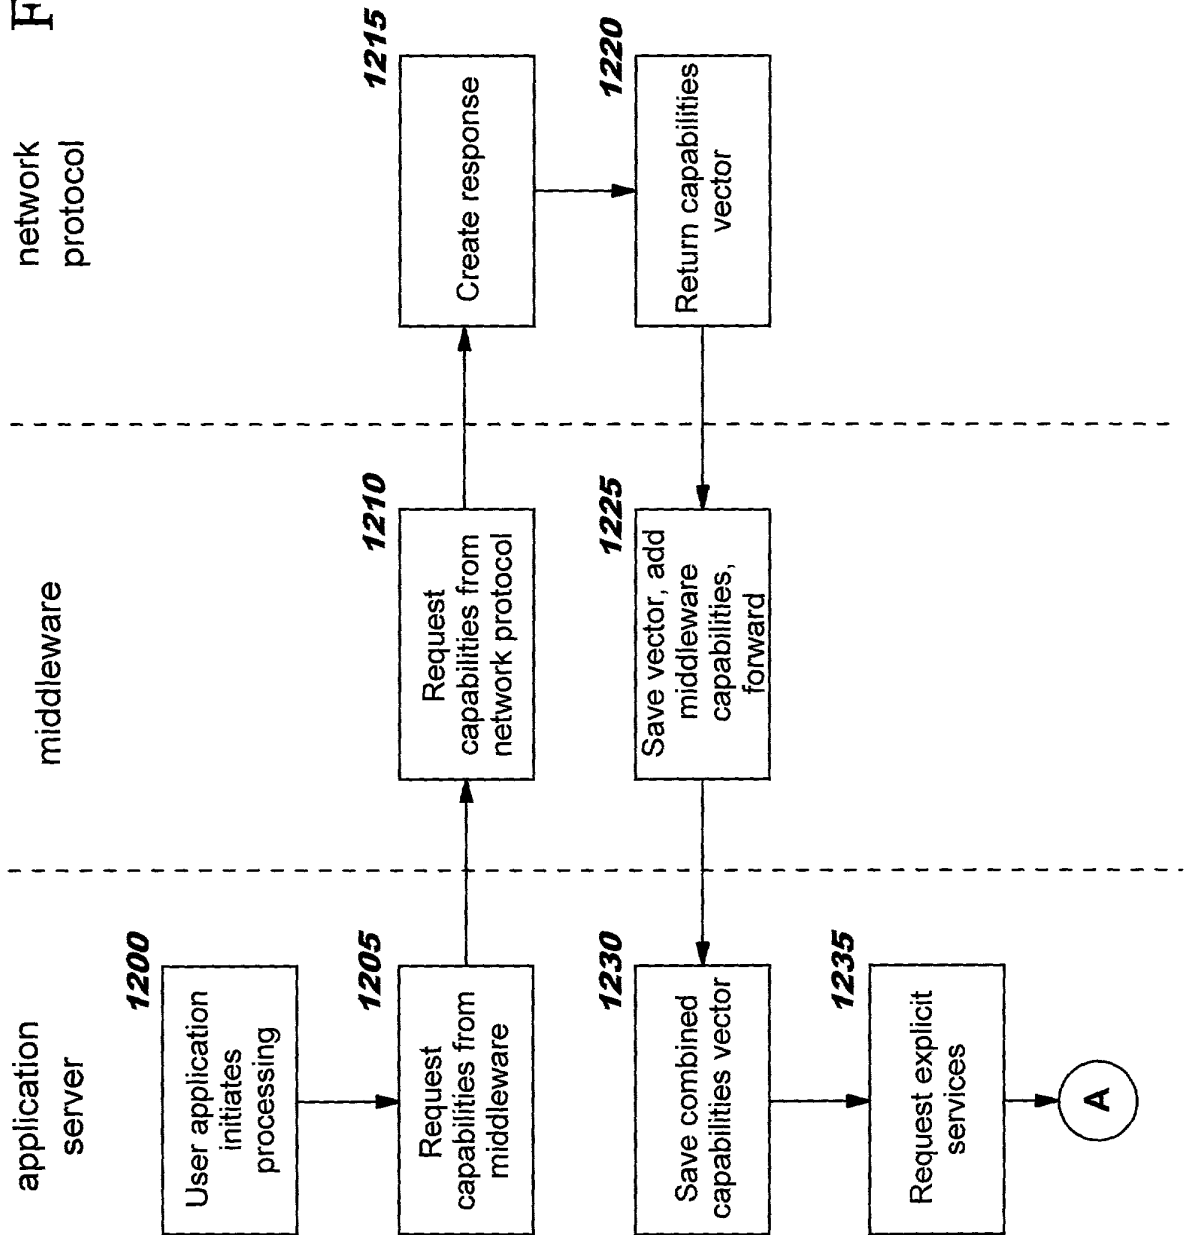 F
application
server
middleware
network
protocol
1200
User application
initiates
processing
1205
Request
capabilities from
middleware
1210
Request
capabilities from
network protocol
1215
Create response
1220
Return capabilities
vector
1225
Save vector, add
middleware
capabilities,
forward
1230
Save combined
capabilities vector
1235
Request explicit
services
A